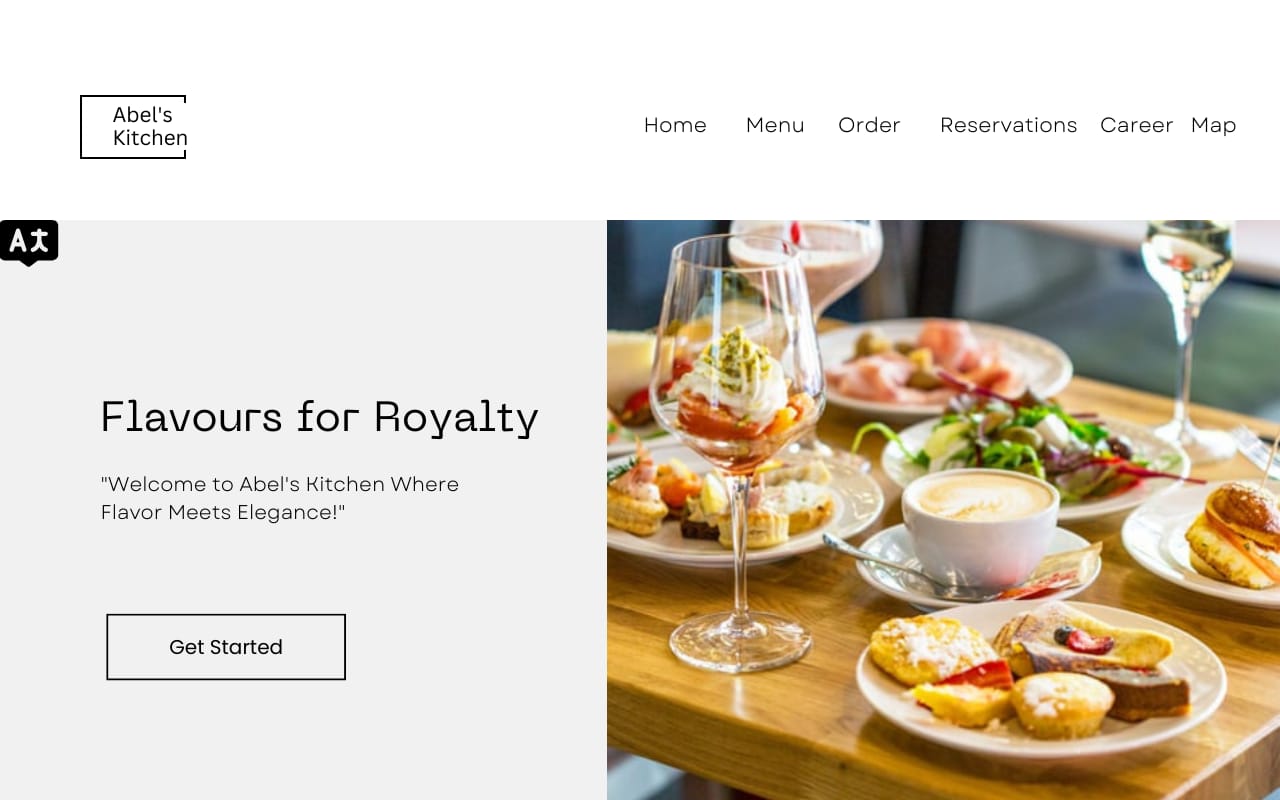 Abel's
Kitchen
Home Menu Order Reservations Career Map
Flavours for Royalty
"Welcome to Abel's Kitchen Where
Flavor Meets Elegance!"
Get Started